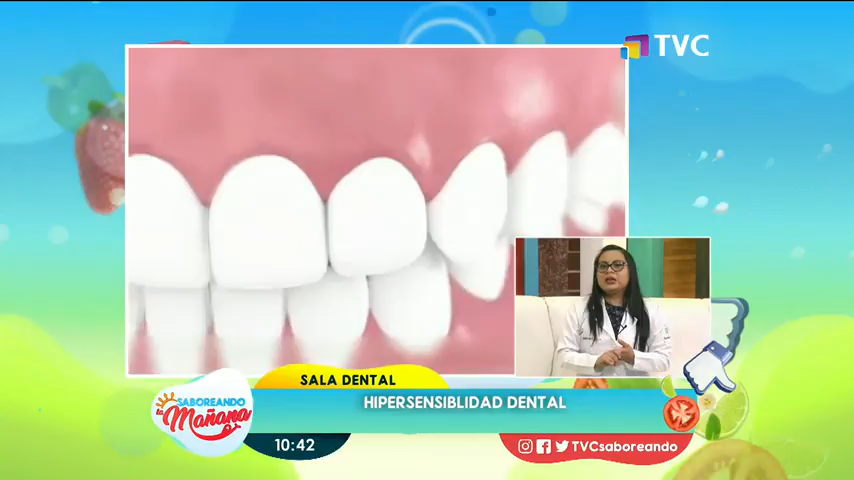 TVC
SALA DENTAL
HIPERSENSIBLIDAD DENTAL
SABOREANDO
Mañana
10:42
TVCsaboreando